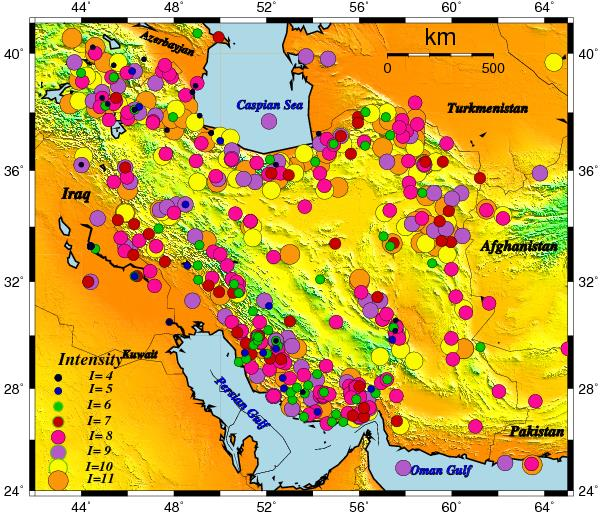 44° 48° 52° 56° 60° 64°
40°
36°
32°
28°
24°
Azerbayjan
km
0 500
Caspian Sea
Turkmenistan
Iraq
Afghanistan
Kuwait
Persian Gulf
Pakistan
Oman Gulf
Intensity
I= 4
I= 5
I= 6
I= 7
I= 8
I= 9
I=10
I=11
40°
36°
32°
28°
24°
44° 48° 52° 56° 60° 64°